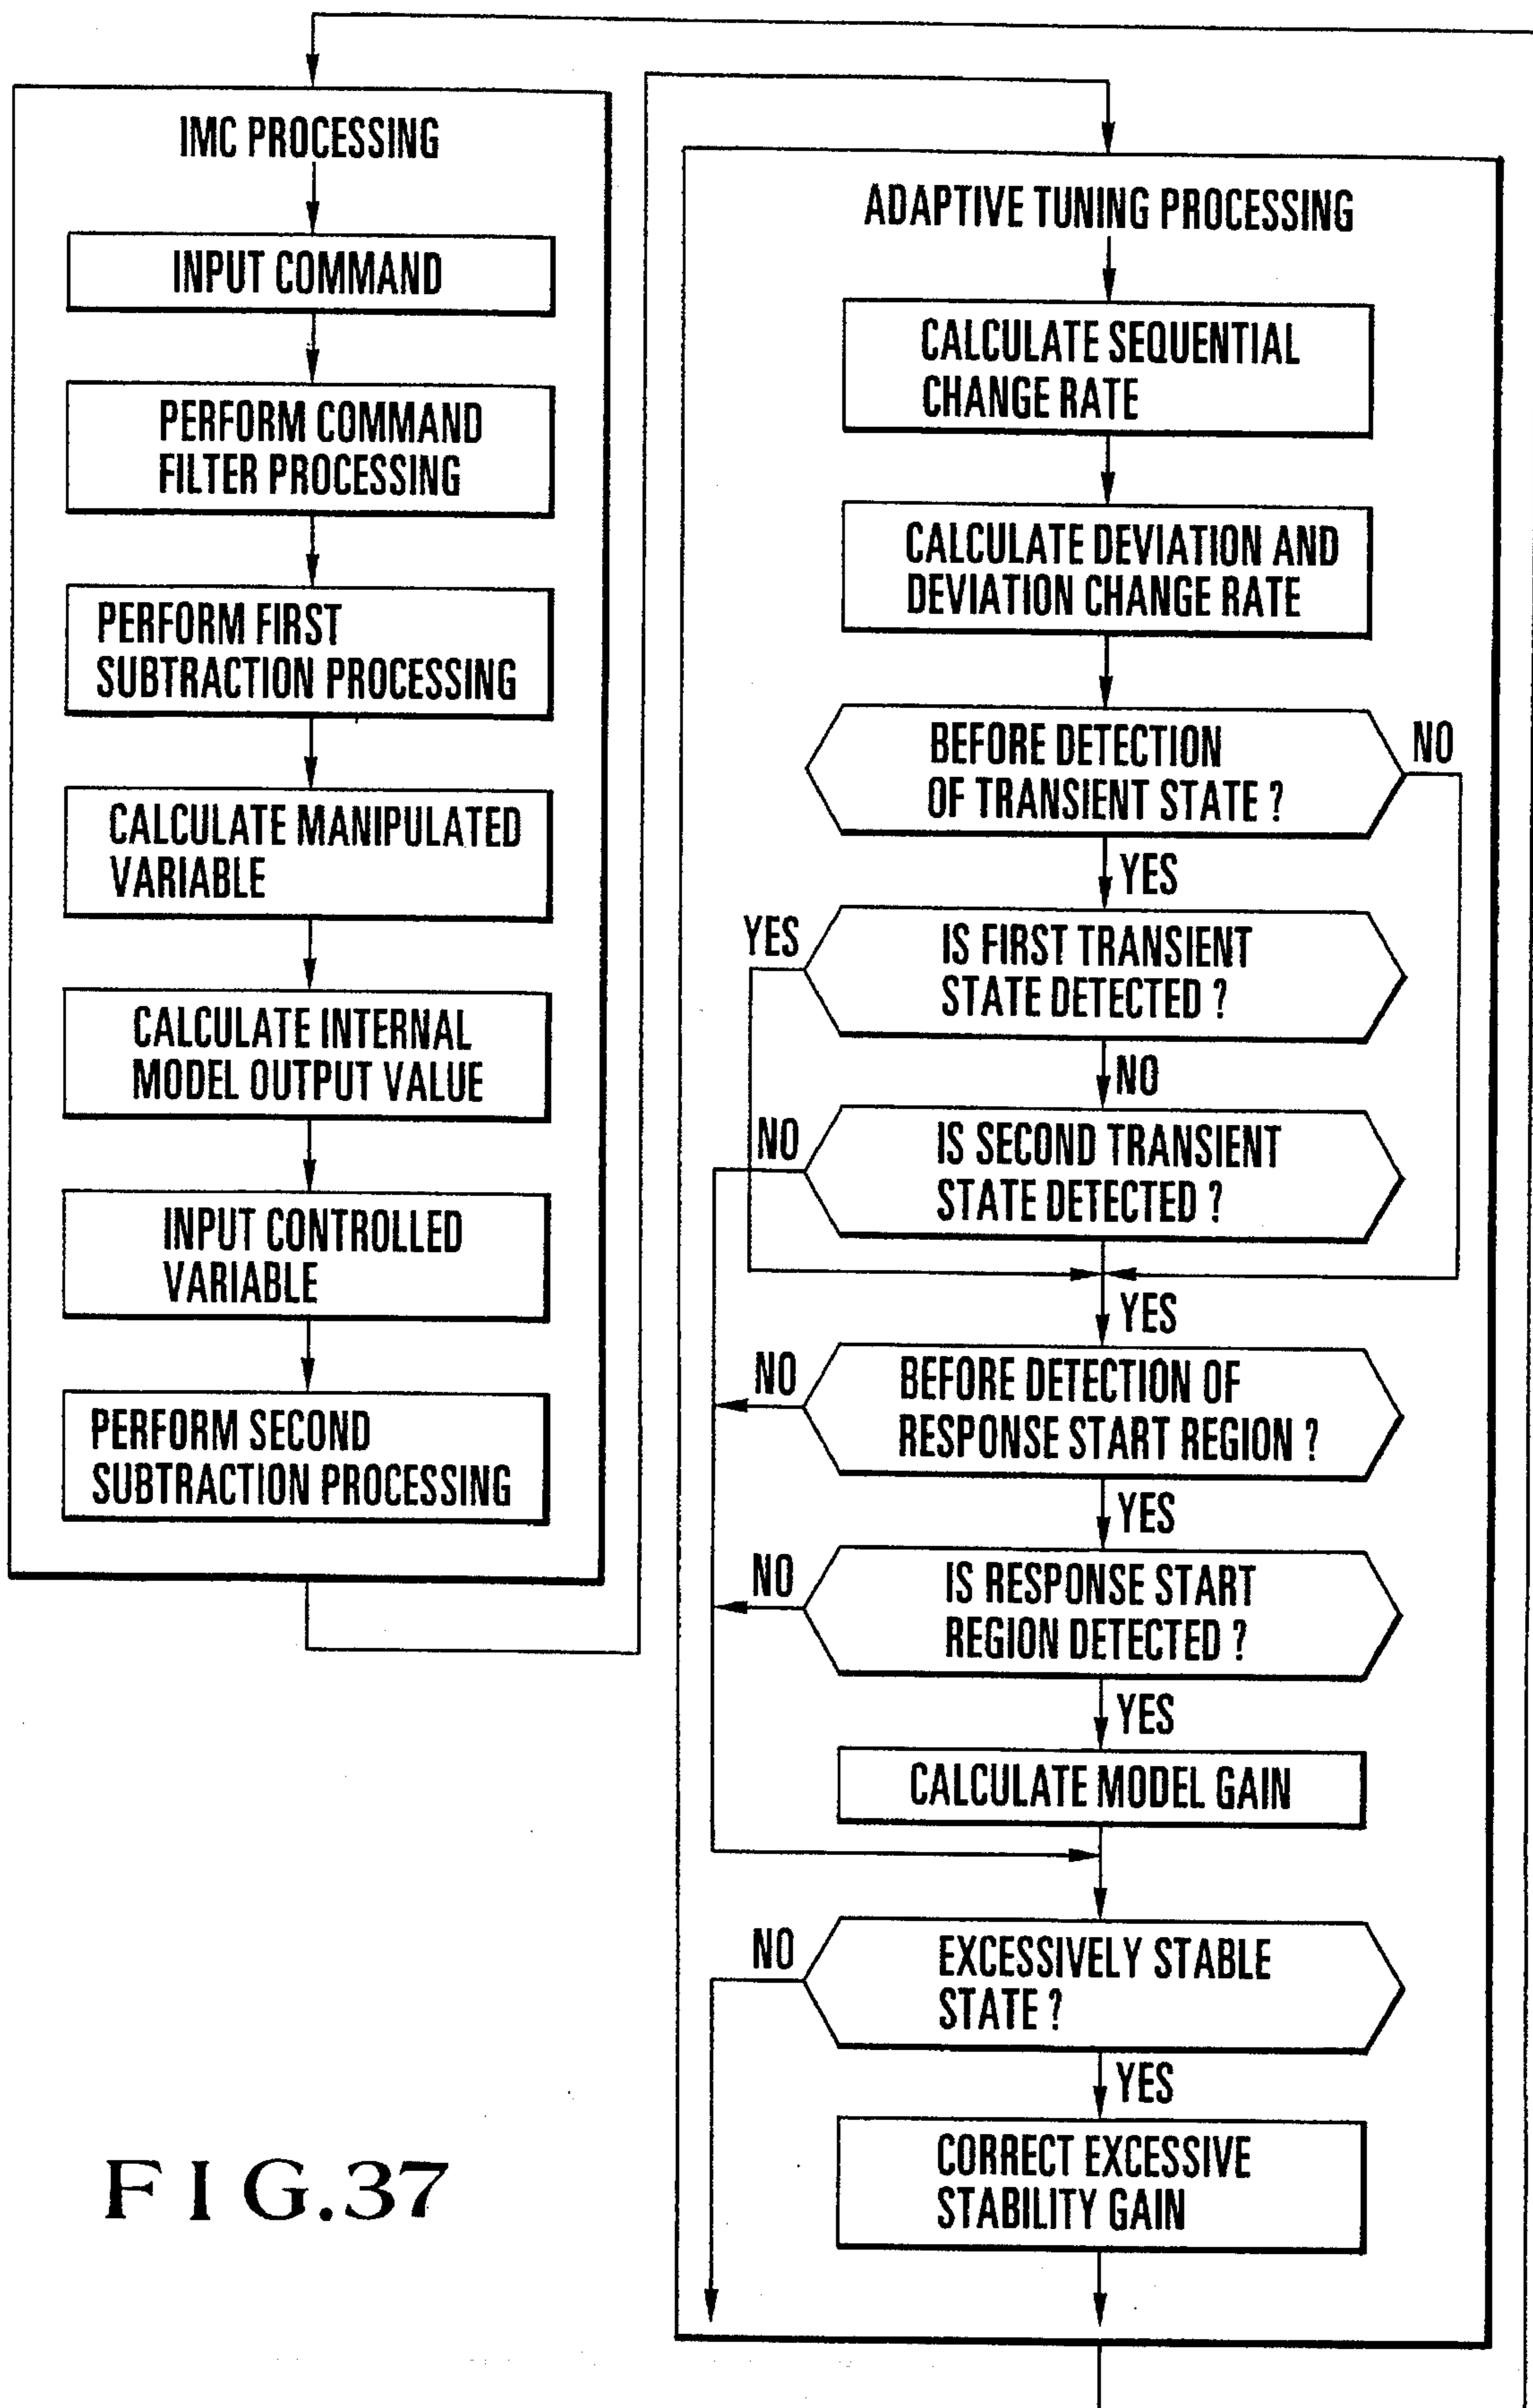 IMC PROCESSING
INPUT COMMAND
PERFORM COMMAND
FILTER PROCESSING
PERFORM FIRST
SUBTRACTION PROCESSING
CALCULATE MANIPULATED
VARIABLE
CALCULATE INTERNAL
MODEL OUTPUT VALUE
INPUT CONTROLLED
VARIABLE
PERFORM SECOND
SUBTRACTION PROCESSING
ADAPTIVE TUNING PROCESSING
CALCULATE SEQUENTIAL
CHANGE RATE
CALCULATE DEVIATION AND
DEVIATION CHANGE RATE
BEFORE DETECTION
OF TRANSIENT STATE ?
NO
YES
IS FIRST TRANSIENT
STATE DETECTED ?
YES
NO
IS SECOND TRANSIENT
STATE DETECTED ?
NO
YES
BEFORE DETECTION OF
RESPONSE START REGION ?
NO
YES
IS RESPONSE START
REGION DETECTED ?
NO
YES
CALCULATE MODEL GAIN
EXCESSIVELY STABLE
STATE ?
NO
YES
CORRECT EXCESSIVE
STABILITY GAIN
FIG.37